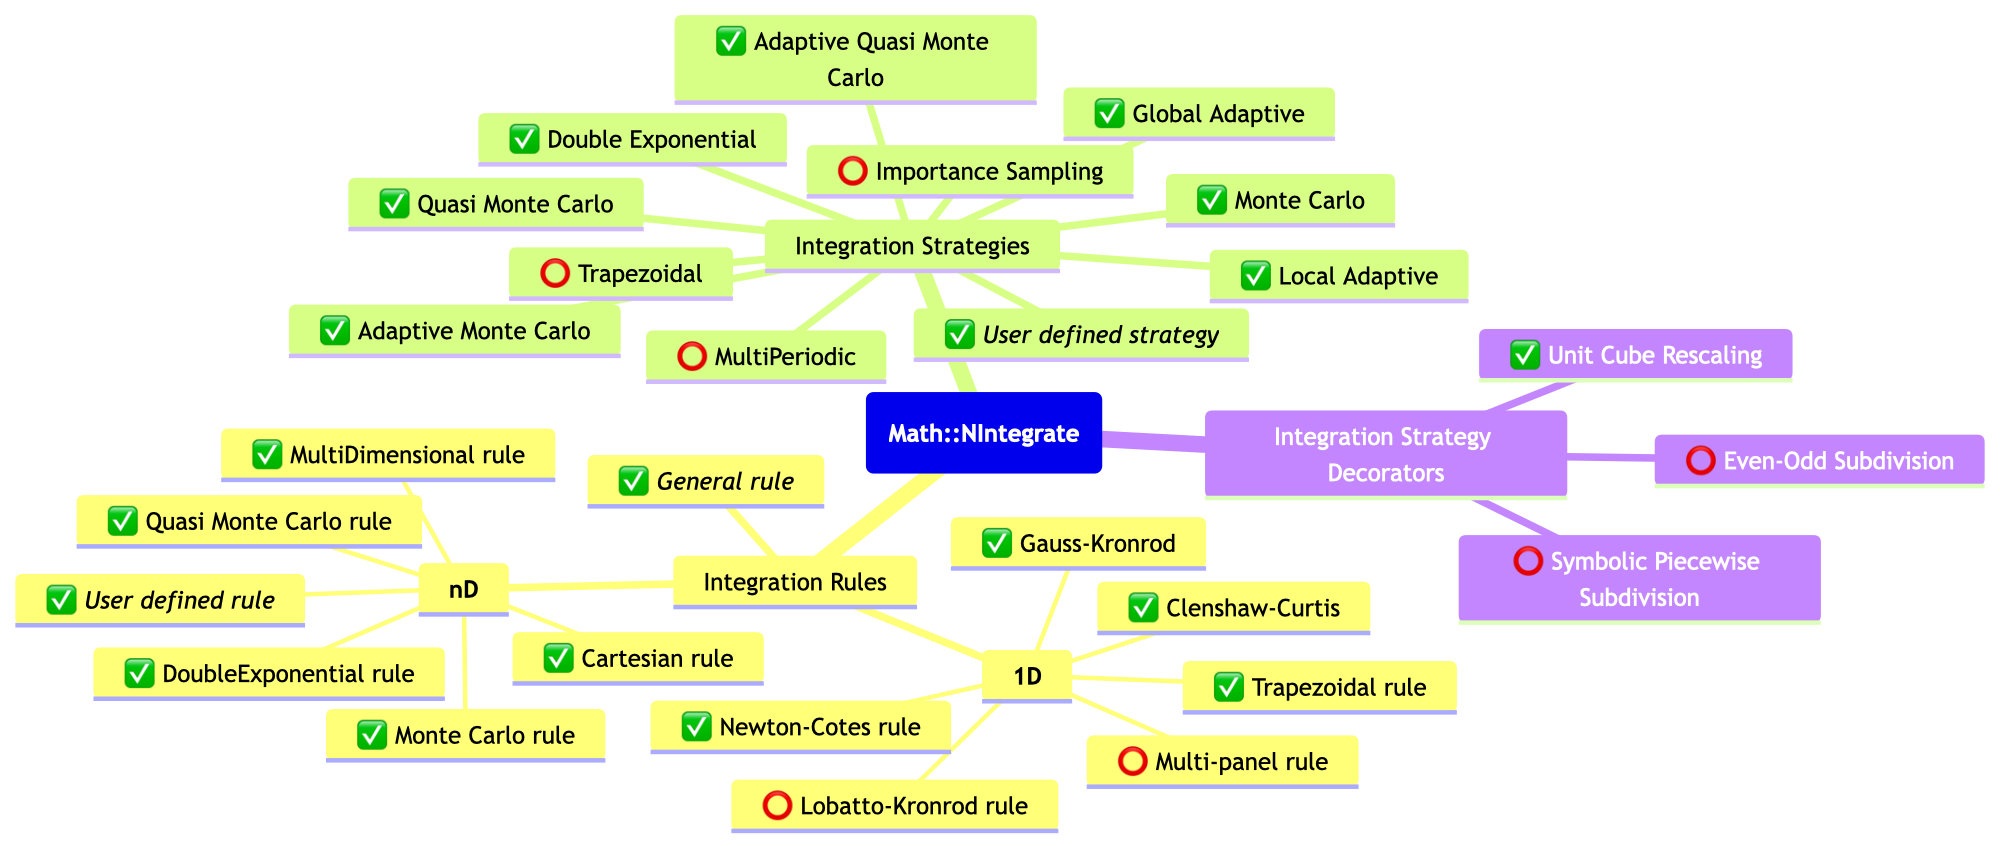 ✅ Adaptive Quasi Monte
Carlo
✅ Global Adaptive
✅ Double Exponential
⭕ Importance Sampling
✅ Quasi Monte Carlo
✅ Monte Carlo
Integration Strategies
⭕ Trapezoidal
✅ Local Adaptive
✅ Adaptive Monte Carlo
⭕ MultiPeriodic
✅ User defined strategy
✅ Unit Cube Rescaling
Math::NIntegrate
Integration Strategy
Decorators
⭕ Even-Odd Subdivision
⭕ Symbolic Piecewise
Subdivision
✅ MultiDimensional rule
✅ General rule
✅ Quasi Monte Carlo rule
✅ Gauss-Kronrod
nD
Integration Rules
✅ User defined rule
✅ Clenshaw-Curtis
✅ DoubleExponential rule
✅ Cartesian rule
1D
✅ Trapezoidal rule
✅ Monte Carlo rule
✅ Newton-Cotes rule
⭕ Multi-panel rule
⭕ Lobatto-Kronrod rule